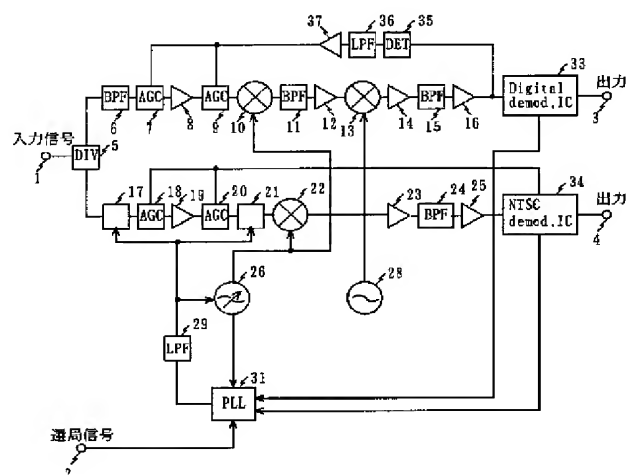 37 36 35
LPF DET
33
BPF AGC AGC BPF BPF Digital demod.IC 出力
6 7 8 9 10 11 12 13 14 15 16 3
入力信号 5
DIV
1
17 18 19 20 21 22 23 24 25 34
AGC AGC BPF NTSC demod.IC 出力
4
26 28
29
LPF
31
PLL
選局信号
2